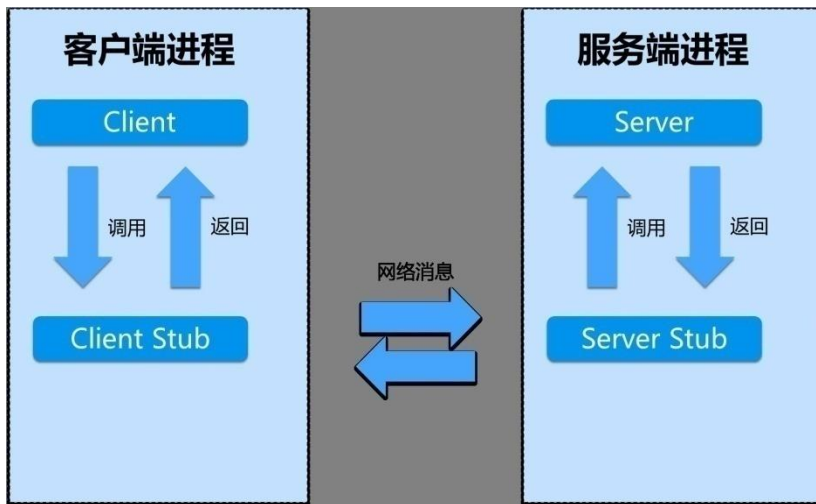 客户端进程
Client
调用
返回
Client Stub
网络消息
服务端进程
Server
调用
返回
Server Stub